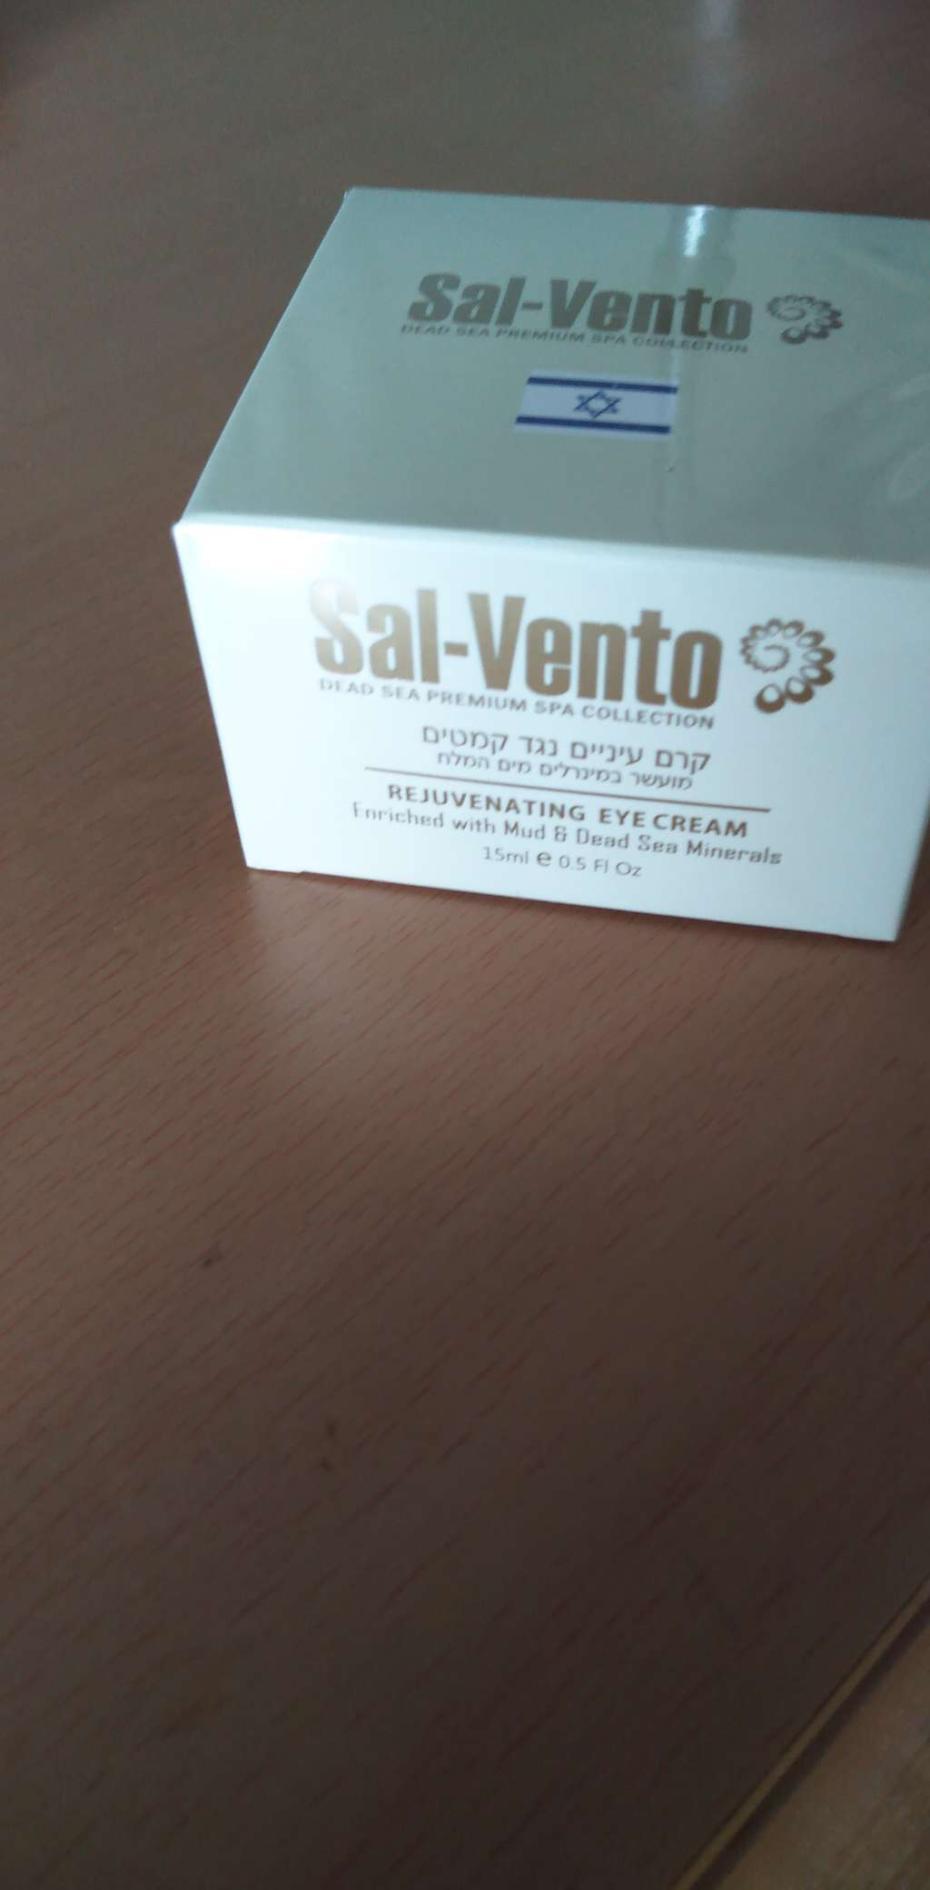 Sal-Vento
DEAD SEA PREMIUM SPA COLLECTION
Sal-Vento
DEAD SEA PREMIUM SPA COLLECTION
קרם עיניים נגד קמטים
מועשר במינרלים מים המלח
REJUVENATING EYE CREAM
Enriched with Mud & Dead Sea Minerals
15ml e 0.5 Fl Oz